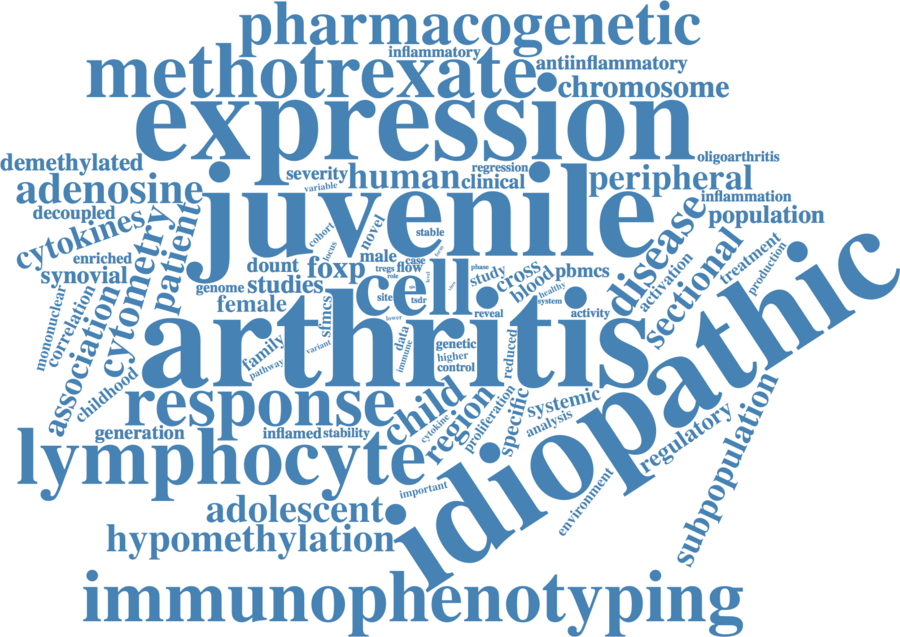 pharmacogenetic
inflammatory
methotrexate
antiinflammatory
chromosome
expression
demethylated
oligoarthritis
severity
regression
adenosine
variable
human
clinical
peripheral
juvenile
inflammation
decoupled
cytokines
cytometry
patient
cohort
locus
novel
stable
disease
population
enriched
synovial
dount
foxp
male
case
tregs
flow
role
phase
study
cross
blood
pbmcs
activation
sectional
treatment
production
idiopathic
genome
studies
cell
site
tsdr
level
healthy
system
mononuclear
correlation
association
female
sfmcs
lower
reveal
activity
arthritis
family
pathway
variant
data
immune
genetic
higher
control
reduced
childhood
response
child
cytokine
region
proliferation
specific
systemic
analysis
generation
inflamed
stability
lymphocyte
regulatory
subpopulation
important
environment
adolescent
hypomethylation
immunophenotyping